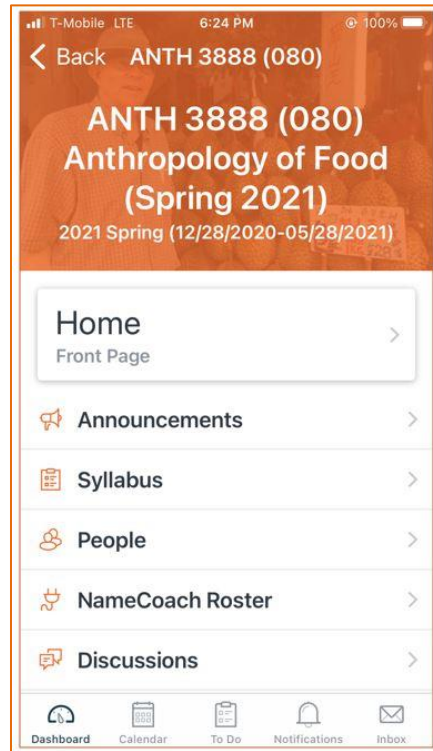 T-Mobile LTE 6:24 PM 100%
Back ANTH 3888 (080)
ANTH 3888 (080)
Anthropology of Food
(Spring 2021)
2021 Spring (12/28/2020-05/28/2021)
Home
Front Page
Announcements
Syllabus
People
NameCoach Roster
Discussions
Dashboard Calendar To Do Notifications Inbox